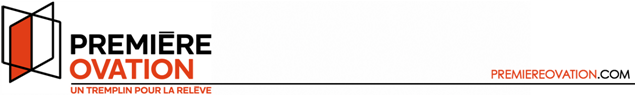 PREMIÈRE
OVATION
UN TREMPLIN POUR LA RELÈVE
PREMIEREOVATION.COM